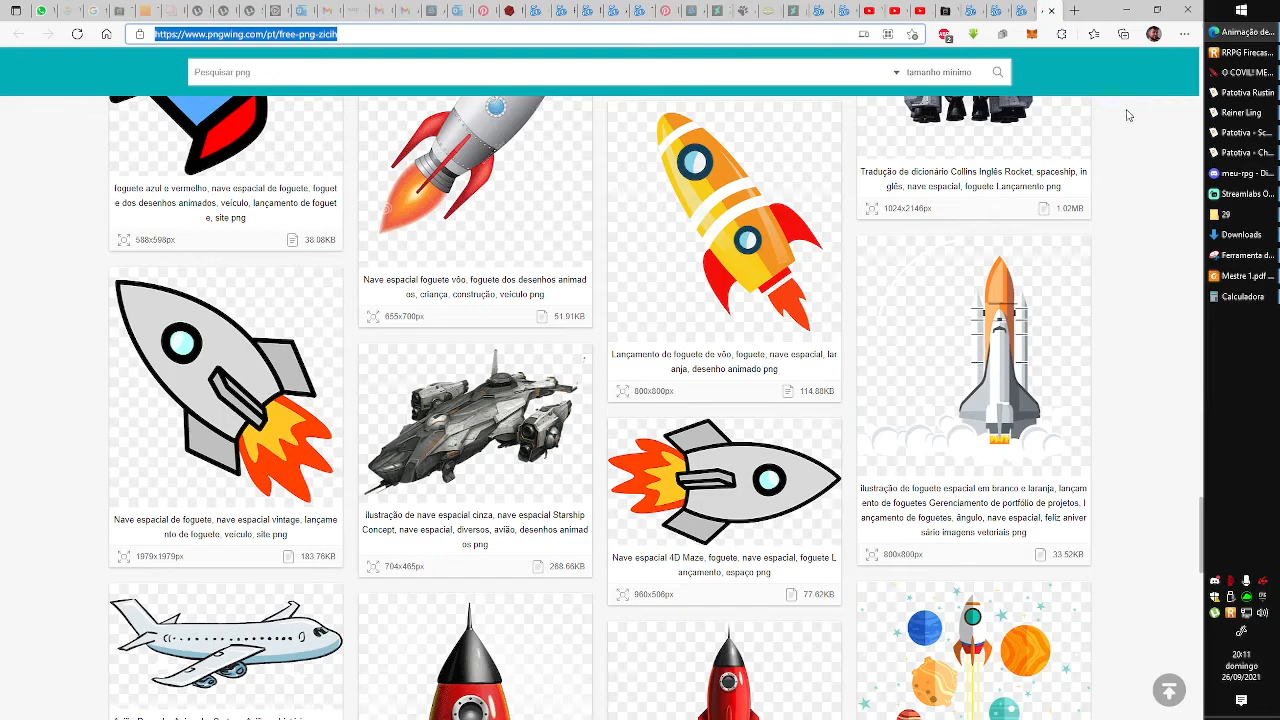 https://www.pngwing.com/pt/free-png-zicih
Pesquisar png
tamanho mínimo
foguete azul e vermelho, nave espacial de foguete, foguet
e dos desenhos animados, veículo, lançamento de foguet
e, site png
588x598px
38.08KB
Nave espacial de foguete, nave espacial vintage, lançame
nto de foguete, veículo, site png
1979x1979px
183.76KB
Nave espacial foguete vôo, foguete em desenhos animad
os, criança, construção, veículo png
655x700px
51.91KB
ilustração de nave espacial cinza, nave espacial Starship
Concept, nave espacial, diversos, avião, desenhos animad
os png
704x465px
268.66KB
Lançamento de foguete de vôo, foguete, nave espacial, lar
anja, desenho animado png
800x800px
114.88KB
Nave espacial 4D Maze, foguete, nave espacial, foguete L
ançamento, espaço png
960x506px
77.62KB
Tradução de dicionário Collins Inglês Rocket, spaceship, in
glês, nave espacial, foguete Lançamento png
1024x2146px
1.02MB
ilustração de foguete espacial em branco e laranja, lançam
ento de foguetes Gerenciamento de portfólio de projetos, l
ançamento de foguetes, ângulo, nave espacial, feliz aniver
sário imagens vetoriais png
800x800px
33.52KB
Animação de...
RRPG Firecas...
O COVIL! ME...
Patotiva Rustin
Reiner Ling
Patotiva - Se...
Patotiva - Ch...
meu-rpg - Di...
Streamlabs O...
29
Downloads
Ferramenta d...
Mestre 1.pdf ...
Calculadora
20:11
domingo
26/09/2021